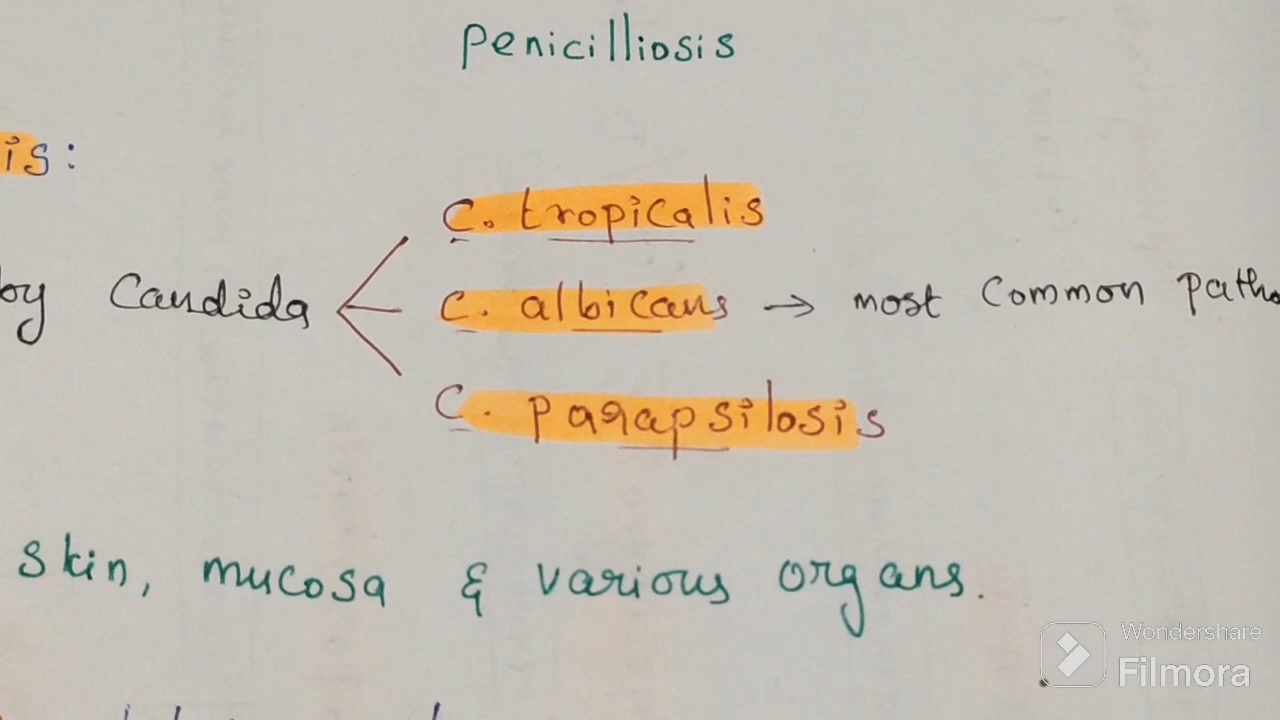 Penicilliosis
is:
C. tropicalis
by Candida
C. albicans → most common patho
C. parapsilosis
skin, mucosa & various organs.
Wondershare
Filmora